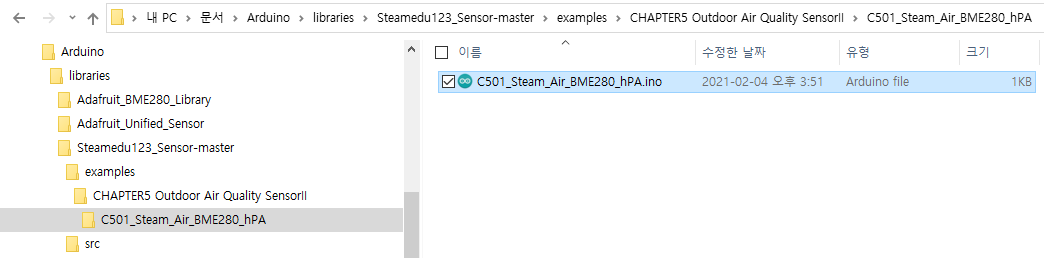 내 PC > 문서 > Arduino > libraries > Steamedu123_Sensor-master > examples > CHAPTER5 Outdoor Air Quality SensorII > C501_Steam_Air_BME280_hPA
Arduino
libraries
Adafruit_BME280_Library
Adafruit_Unified_Sensor
Steamedu123_Sensor-master
examples
CHAPTER5 Outdoor Air Quality SensorII
C501_Steam_Air_BME280_hPA
src
이름 수정한 날짜 유형 크기
C501_Steam_Air_BME280_hPA.ino 2021-02-04 오후 3:51 Arduino file 1KB